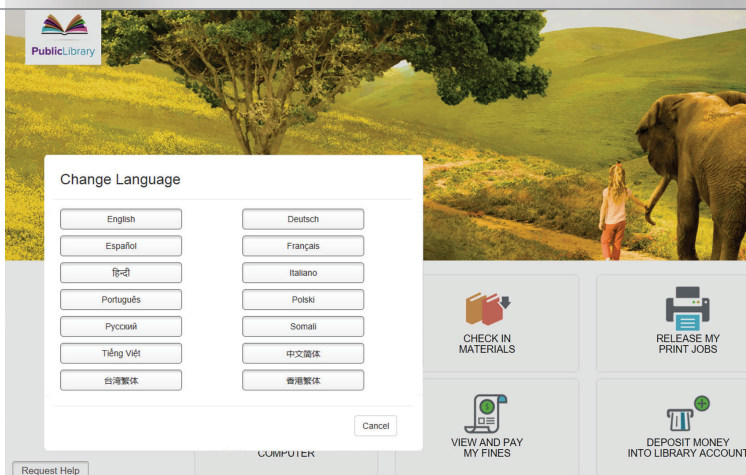 PublicLibrary
Change Language
English
Deutsch
Español
Français
हिन्दी
Italiano
Português
Polski
Русский
Somali
Tiếng Việt
中文简体
台湾繁体
香港繁体
Cancel
CHECK IN
MATERIALS
RELEASE MY
PRINT JOBS
COMPUTER
VIEW AND PAY
MY FINES
DEPOSIT MONEY
INTO LIBRARY ACCOUNT
Request Help